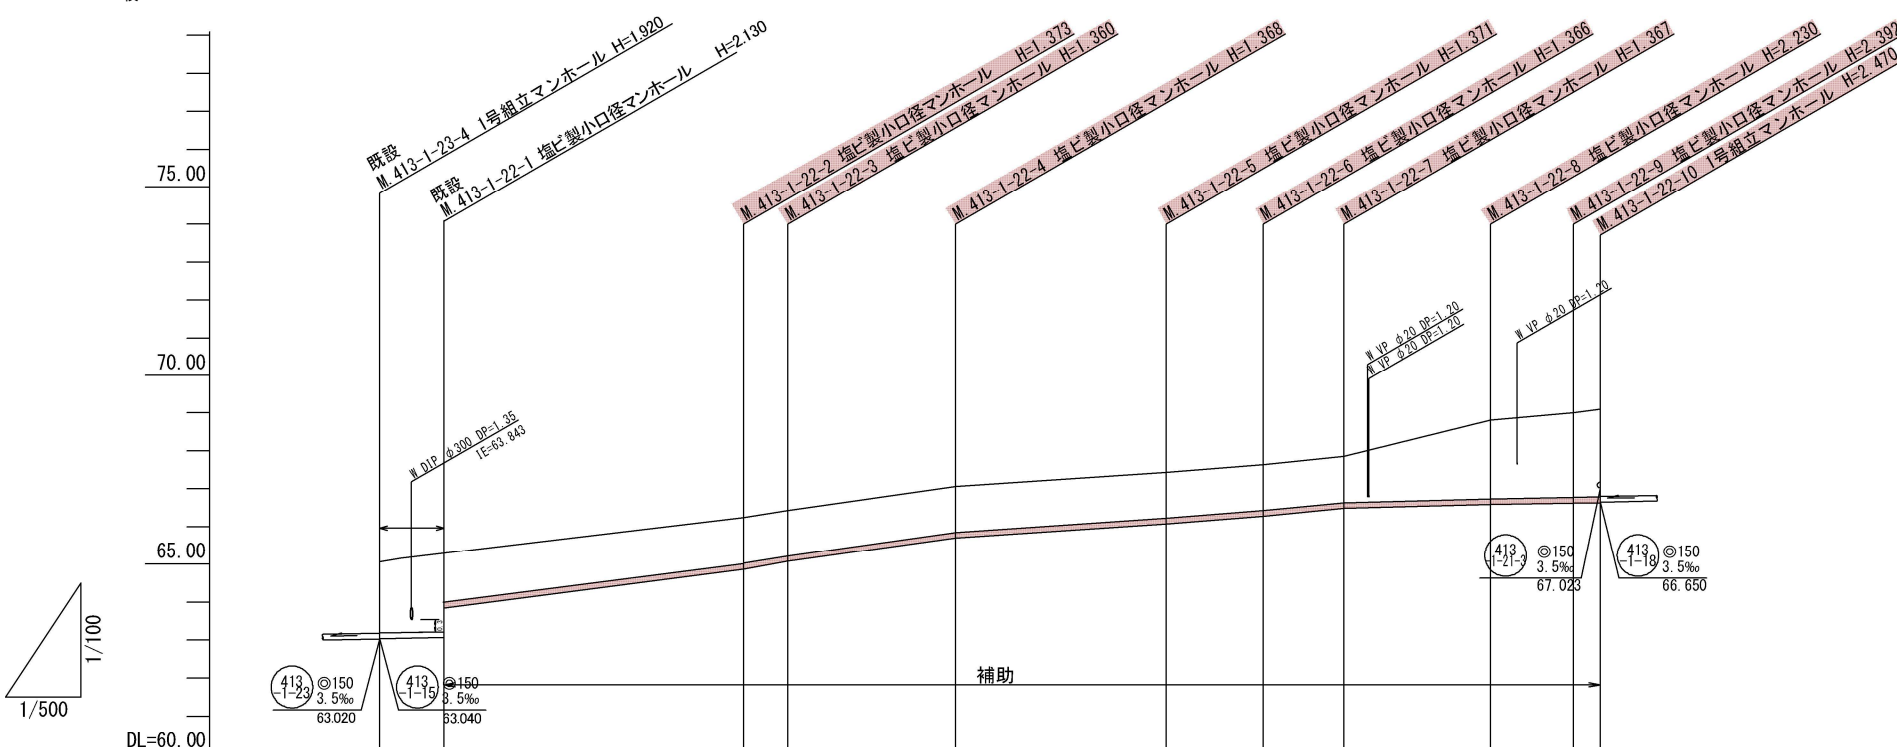 既設
M. 413-1-23-4 1号組立マンホール H=1.920
既設
M. 413-1-22-1 塩ビ製小口径マンホール H=2.130
M. 413-1-22-2 塩ビ製小口径マンホール H=1.373
M. 413-1-22-3 塩ビ製小口径マンホール H=1.360
M. 413-1-22-4 塩ビ製小口径マンホール H=1.368
M. 413-1-22-5 塩ビ製小口径マンホール H=1.371
M. 413-1-22-6 塩ビ製小口径マンホール H=1.366
M. 413-1-22-7 塩ビ製小口径マンホール H=1.367
M. 413-1-22-8 塩ビ製小口径マンホール H=2.230
M. 413-1-22-9 塩ビ製小口径マンホール H=2.392
M. 413-1-22-10 1号組立マンホール H=2.470
75.00
70.00
65.00
DL=60.00
W DIP φ300 DP=1.35
IE=63.843
W VP φ20 DP=1.20
W VP φ20 DP=1.20
W VP φ20 DP=1.20
413
-1-21-3
◎150
3.5‰
67.023
413
-1-18
◎150
3.5‰
66.650
1/100
1/500
413
-1-23
◎150
3.5‰
63.020
413
-1-15
◎150
3.5‰
63.040
補助